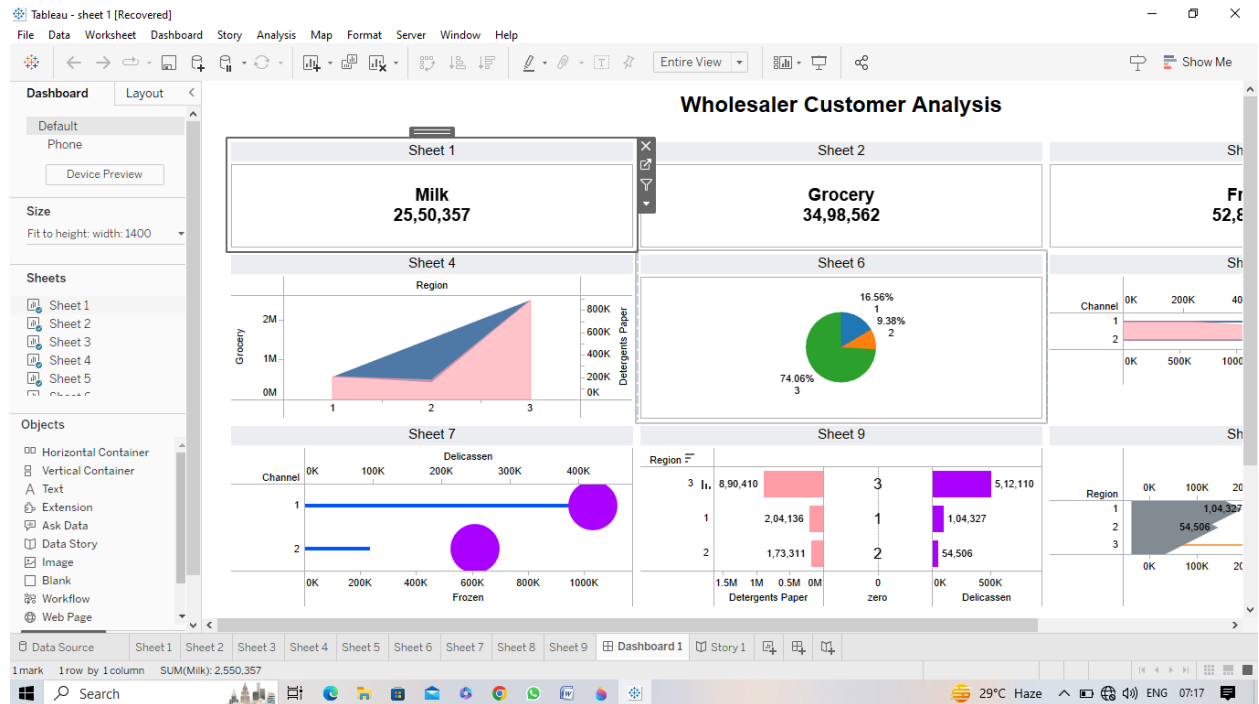 Tableau - sheet 1 [Recovered]
File Data Worksheet Dashboard Story Analysis Map Format Server Window Help
Entire View
Show Me
Dashboard Layout
Default
Phone
Device Preview
Size
Fit to height: width: 1400
Sheets
Sheet 1
Sheet 2
Sheet 3
Sheet 4
Sheet 5
Objects
Horizontal Container
Vertical Container
Text
Extension
Ask Data
Data Story
Image
Blank
Workflow
Web Page
Wholesaler Customer Analysis
Sheet 1
Milk
25,50,357
Sheet 2
Grocery
34,98,562
Sh
Fr
52,8
Sheet 4
Region
Grocery
2M
1M
0M
800K
600K
400K
200K
0K
Detergents Paper
1 2 3
Sheet 6
16.56%
1
9.38%
2
74.06%
3
Sh
Channel
0K 200K 40
1
2
0K 500K 1000
Sheet 7
Delicassen
Channel
0K 100K 200K 300K 400K
1
2
0K 200K 400K 600K 800K 1000K
Frozen
Sheet 9
Region
3 8,90,410 3 5,12,110
1 2,04,136 1 1,04,327
2 1,73,311 2 54,506
1.5M 1M 0.5M 0M 0 0K 500K
Detergents Paper zero Delicassen
Sh
Region
0K 100K 20
1 1,04,327
2 54,506
3
0K 100K 20
Data Source Sheet 1 Sheet 2 Sheet 3 Sheet 4 Sheet 5 Sheet 6 Sheet 7 Sheet 8 Sheet 9 Dashboard 1 Story 1
1 mark 1 row by 1 column SUM(Milk): 2,550,357
Search
29°C Haze ENG 07:17